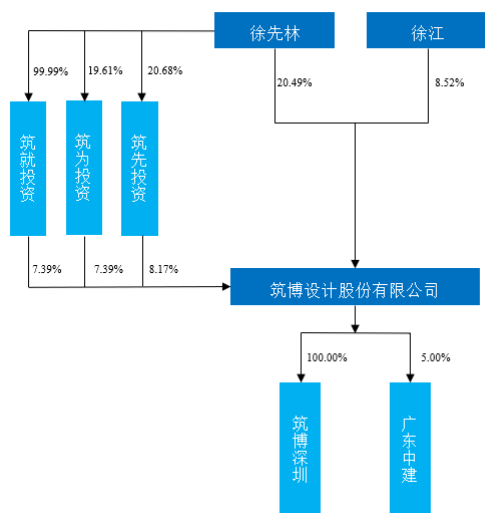 徐先林
徐江
99.99%
19.61%
20.68%
20.49%
8.52%
筑就投资
筑为投资
筑先投资
7.39%
7.39%
8.17%
筑博设计股份有限公司
100.00%
5.00%
筑博深圳
广东中建